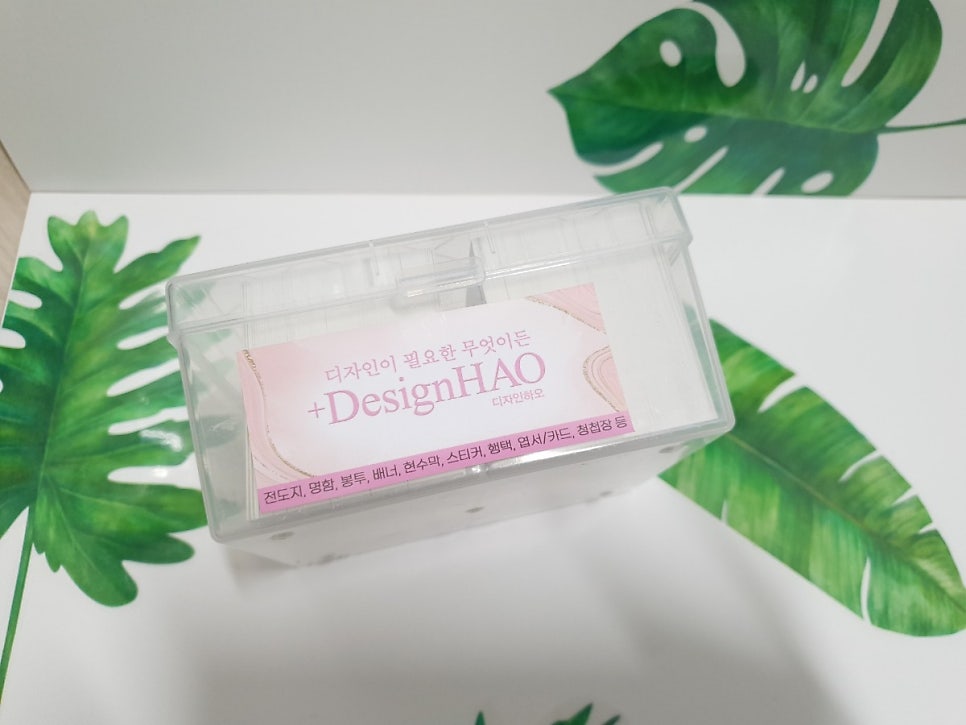 디자인이 필요한 무엇이든
+DesignHAO
디자인하오
전도지, 명함, 봉투, 배너, 현수막, 스티커, 행택, 엽서/카드, 청첩장 등